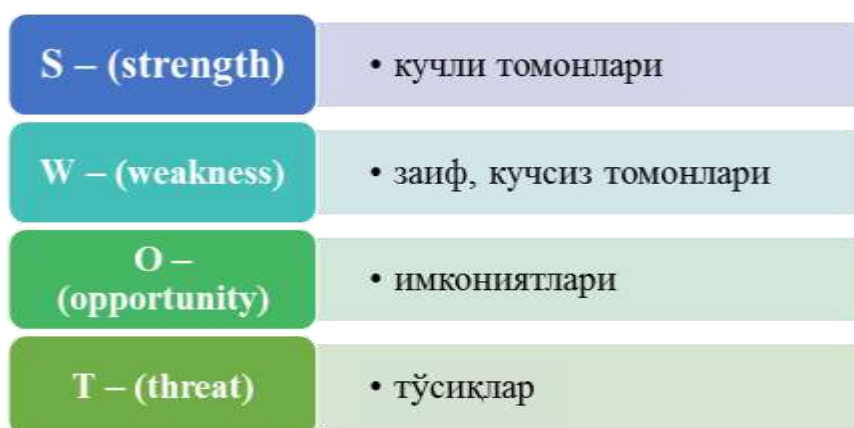 S – (strength)
• кучли томонлари
W – (weakness)
• заиф, кучсиз томонлари
O –
(opportunity)
• имкониятлари
T – (threat)
• тўсиқлар